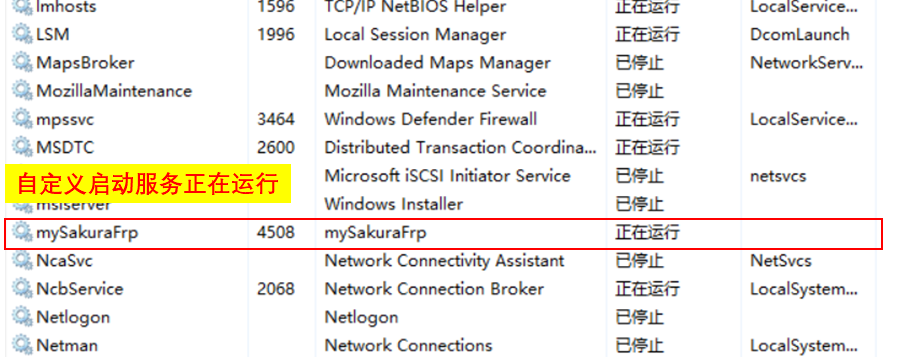 lmhosts 1596 TCP/IP NetBIOS Helper 正在运行 LocalService...
LSM 1996 Local Session Manager 正在运行 DcomLaunch
MapsBroker Downloaded Maps Manager 已停止 NetworkServ...
MozillaMaintenance Mozilla Maintenance Service 已停止
mpssvc 3464 Windows Defender Firewall 正在运行 LocalService...
MSDTC 2600 Distributed Transaction Coordina... 正在运行
自定义启动服务正在运行 Microsoft iSCSI Initiator Service 已停止 netsvcs
msiserver Windows Installer 已停止
mySakuraFrp 4508 mySakuraFrp 正在运行
NcaSvc Network Connectivity Assistant 已停止 NetSvcs
NcbService 2068 Network Connection Broker 正在运行 LocalSystem...
Netlogon Netlogon 已停止
Netman Network Connections 已停止 LocalSystem...